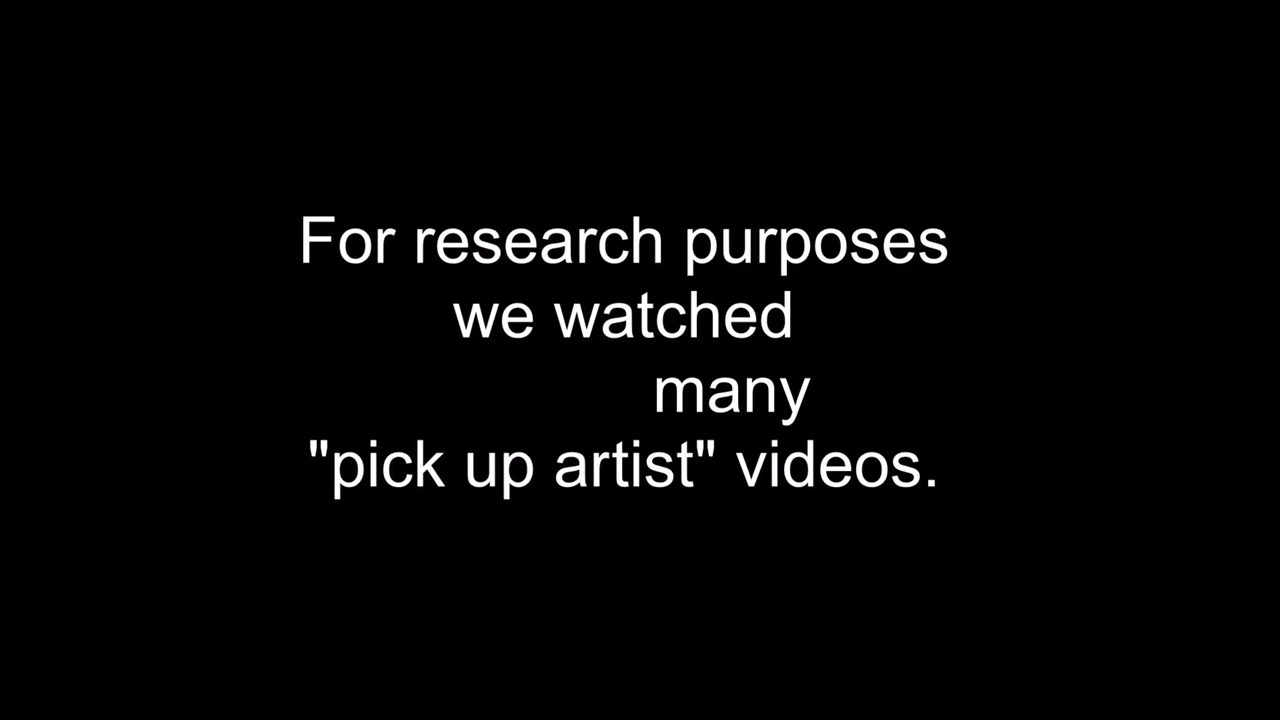 For research purposes
we watched
many
"pick up artist" videos.